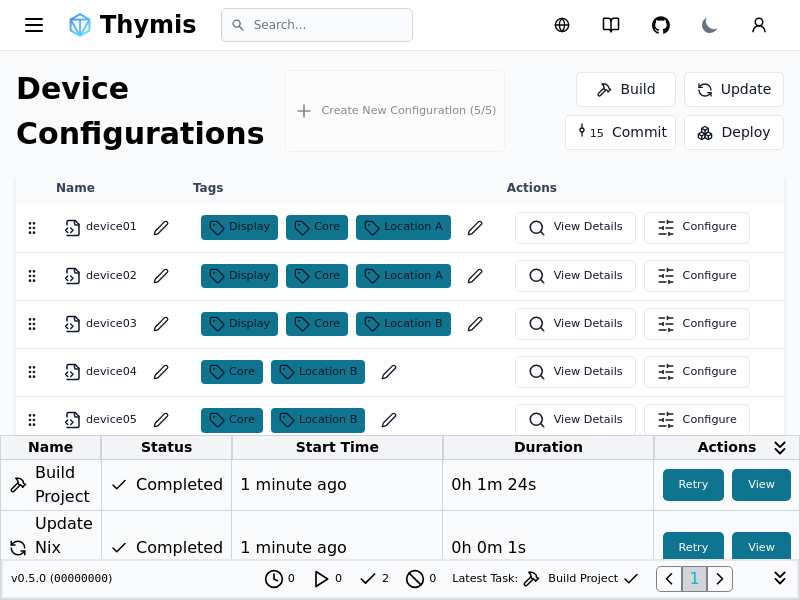 Thymis
Search...
Device
Configurations
Create New Configuration (5/5)
Build
Update
15 Commit
Deploy
Name Tags Actions
device01 Display Core Location A View Details Configure
device02 Display Core Location A View Details Configure
device03 Display Core Location B View Details Configure
device04 Core Location B View Details Configure
device05 Core Location B View Details Configure
Name Status Start Time Duration Actions
Build
Project
Completed 1 minute ago 0h 1m 24s Retry View
Update
Nix
Completed 1 minute ago 0h 0m 1s Retry View
v0.5.0 (00000000) 0 0 2 0 Latest Task: Build Project 1